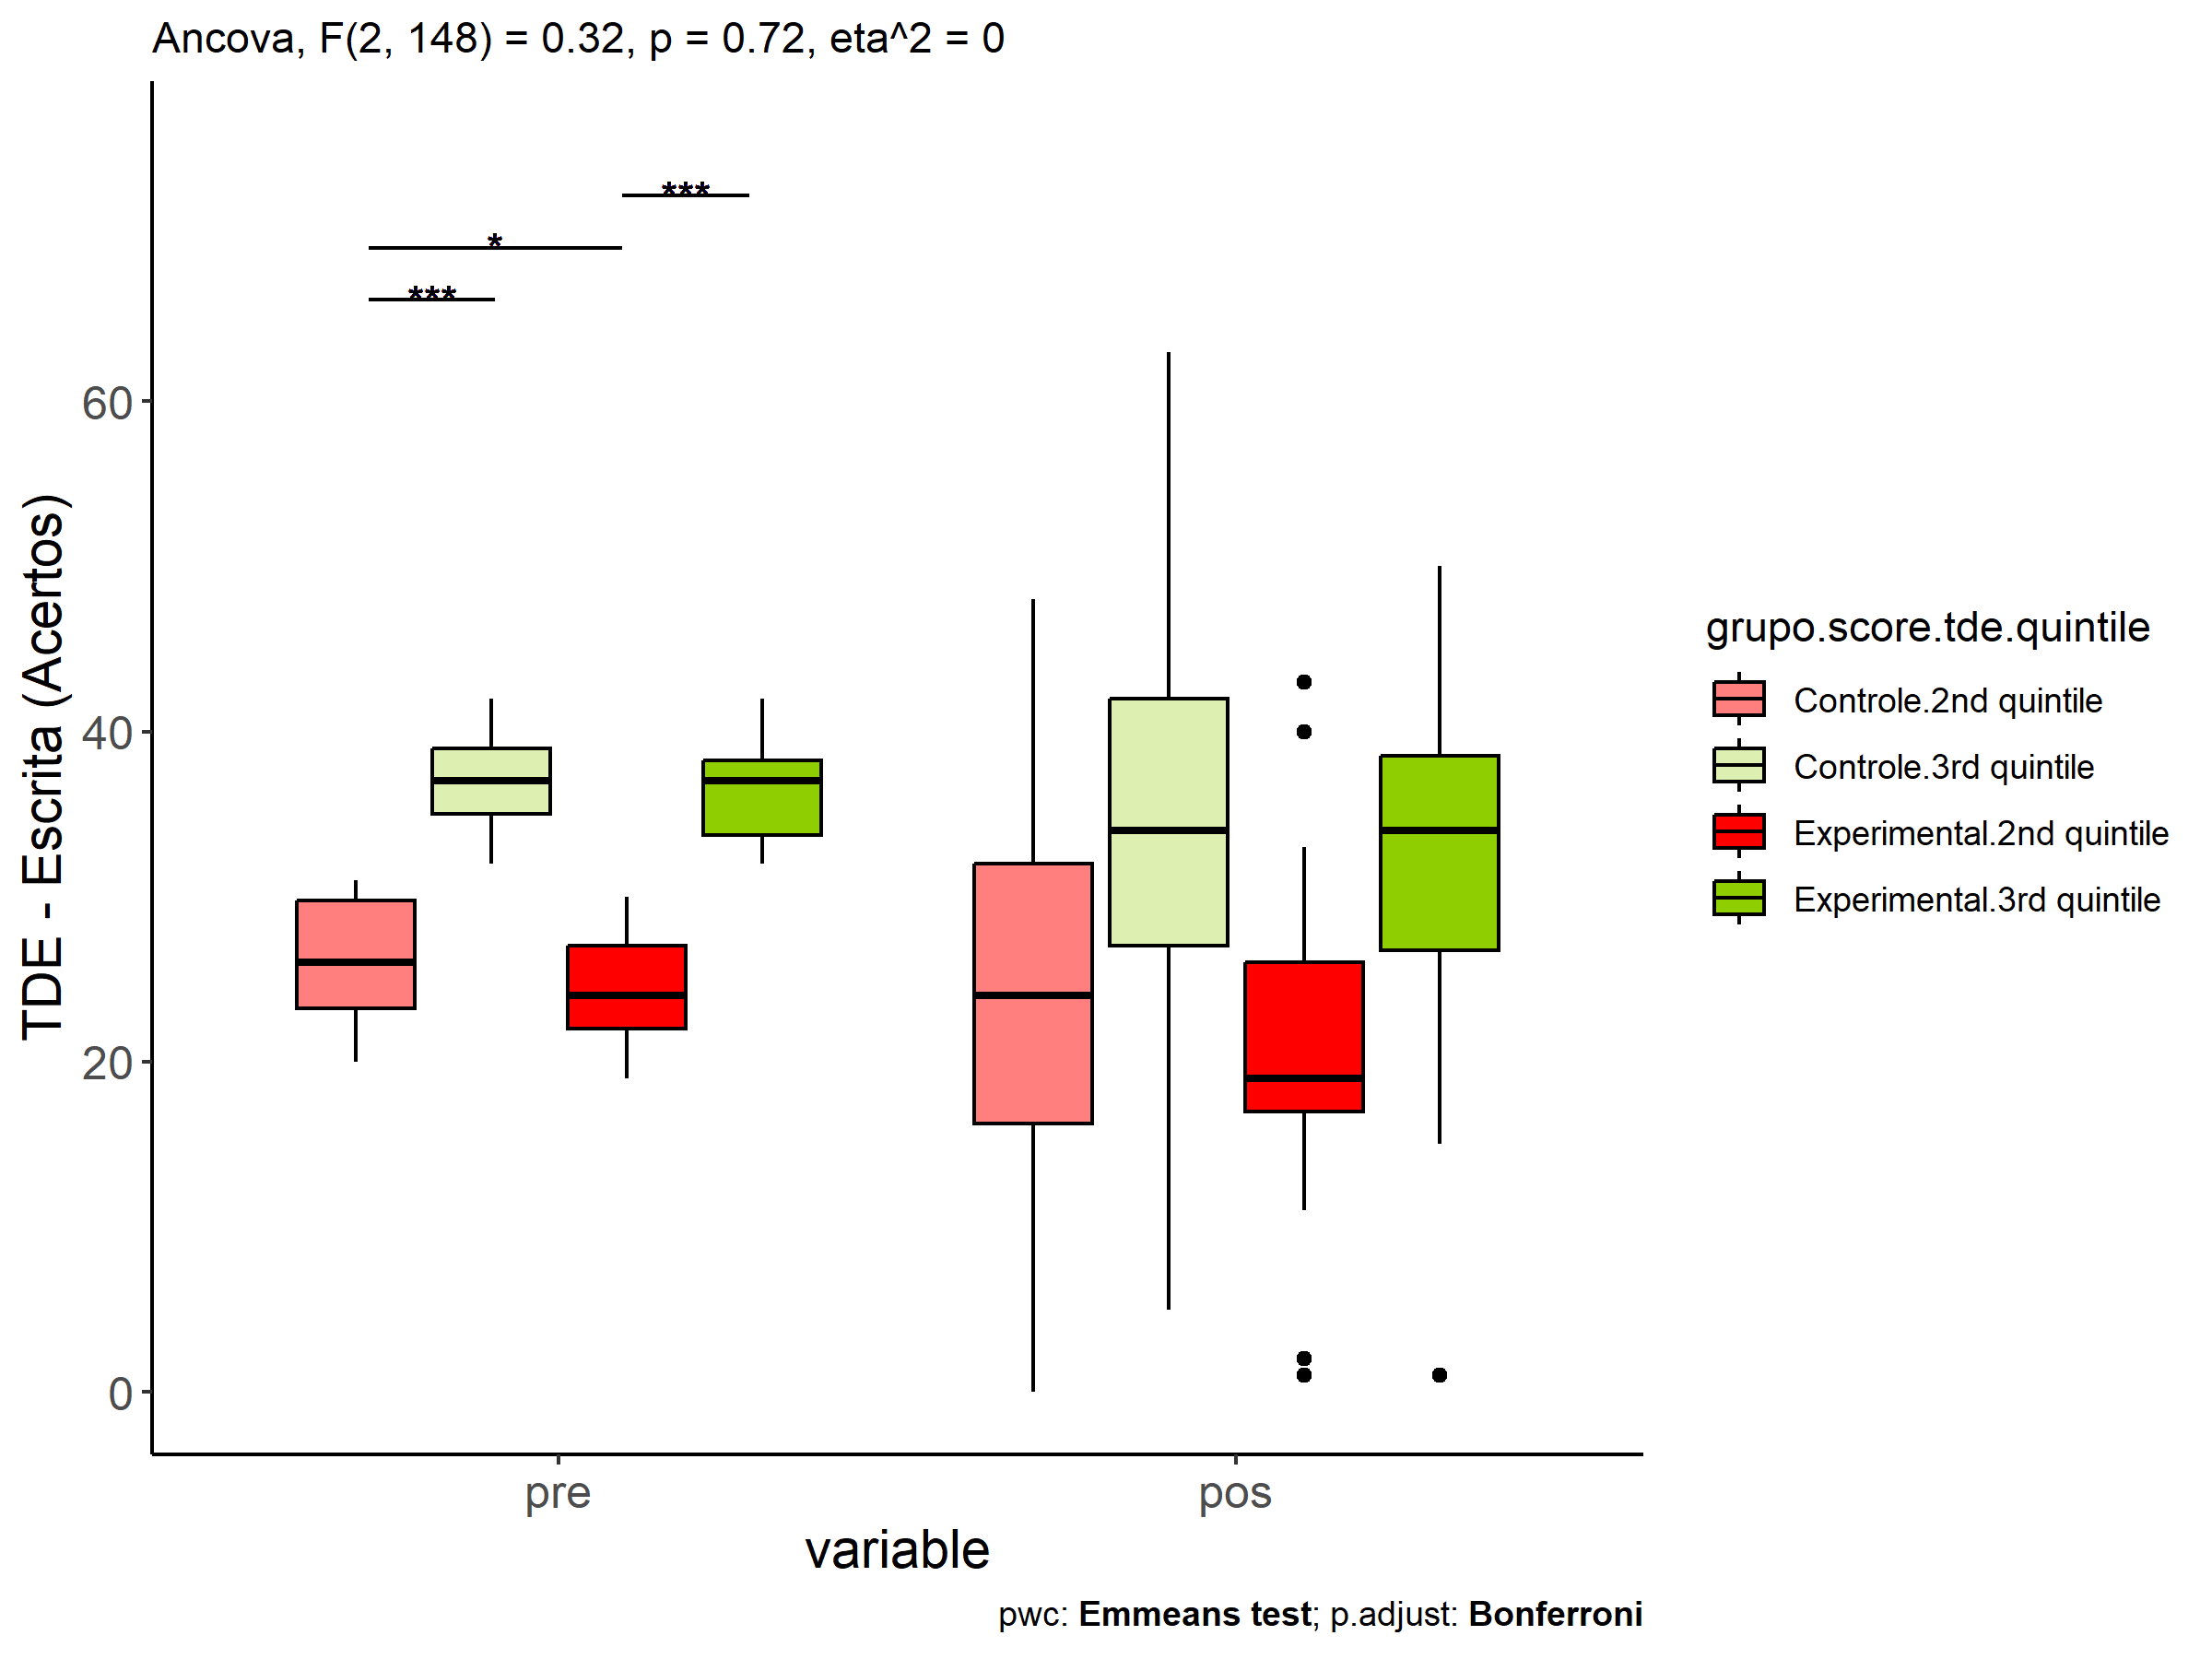 Ancova, F(2, 148) = 0.32, p = 0.72, eta^2 = 0
***
*
***
60
40
20
0
TDE - Escrita (Acertos)
pre
pos
variable
grupo.score.tde.quintile
Controle.2nd quintile
Controle.3rd quintile
Experimental.2nd quintile
Experimental.3rd quintile
pwc: Emmeans test; p.adjust: Bonferroni